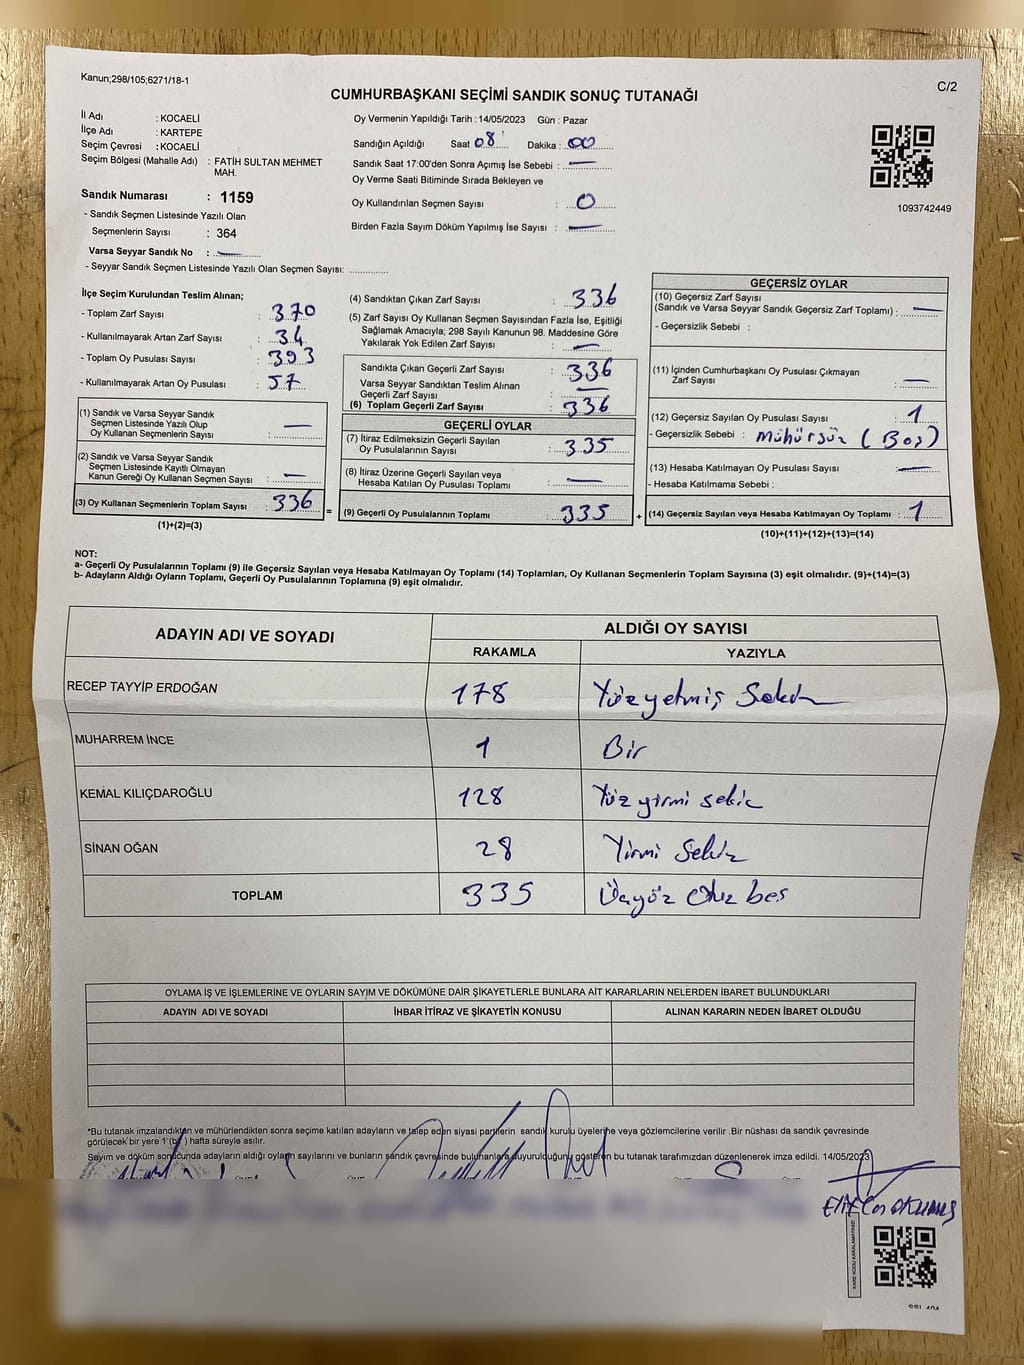 Kanun;298/105;6271/18-1
C/2
CUMHURBAŞKANI SEÇİMİ SANDIK SONUÇ TUTANAĞI
İl Adı : KOCAELİ
İlçe Adı : KARTEPE
Seçim Çevresi : KOCAELİ
Seçim Bölgesi (Mahalle Adı) : FATİH SULTAN MEHMET
MAH.
Sandık Numarası : 1159
- Sandık Seçmen Listesinde Yazılı Olan
Seçmenlerin Sayısı : 364
Varsa Seyyar Sandık No : —
- Seyyar Sandık Seçmen Listesinde Yazılı Olan Seçmen Sayısı: ............
Oy Vermenin Yapıldığı Tarih : 14/05/2023 Gün : Pazar
Sandığın Açıldığı Saat 08 Dakika : 00
Sandık Saat 17:00'den Sonra Açımış İse Sebebi : —
Oy Verme Saati Bitiminde Sırada Bekleyen ve
Oy Kullandırılan Seçmen Sayısı : 0
Birden Fazla Sayım Döküm Yapılmış İse Sayısı : —
1093742449
İlçe Seçim Kurulundan Teslim Alınan;
- Toplam Zarf Sayısı : 370
- Kullanılmayarak Artan Zarf Sayısı : 34
- Toplam Oy Pusulası Sayısı : 393
- Kullanılmayarak Artan Oy Pusulası : 57
(1) Sandık ve Varsa Seyyar Sandık
Seçmen Listesinde Yazılı Olup
Oy Kullanan Seçmenlerin Sayısı : —
(2) Sandık ve Varsa Seyyar Sandık
Seçmen Listesinde Kayıtlı Olmayan
Kanun Gereği Oy Kullanan Seçmen Sayısı : —
(3) Oy Kullanan Seçmenlerin Toplam Sayısı : 336 =
(1)+(2)=(3)
(4) Sandıktan Çıkan Zarf Sayısı : 336
(5) Zarf Sayısı Oy Kullanan Seçmen Sayısından Fazla İse, Eşitliği
Sağlamak Amacıyla; 298 Sayılı Kanunun 98. Maddesine Göre
Yakılarak Yok Edilen Zarf Sayısı : —
Sandıkta Çıkan Geçerli Zarf Sayısı : 336
Varsa Seyyar Sandıktan Teslim Alınan
Geçerli Zarf Sayısı : —
(6) Toplam Geçerli Zarf Sayısı : 336
GEÇERLİ OYLAR
(7) İtiraz Edilmeksizin Geçerli Sayılan
Oy Pusulalarının Sayısı : 335
(8) İtiraz Üzerine Geçerli Sayılan veya
Hesaba Katılan Oy Pusulası Toplamı : —
(9) Geçerli Oy Pusulalarının Toplamı : 335 +
GEÇERSİZ OYLAR
(10) Geçersiz Zarf Sayısı
(Sandık ve Varsa Seyyar Sandık Geçersiz Zarf Toplamı) : —
- Geçersizlik Sebebi :
(11) İçinden Cumhurbaşkanı Oy Pusulası Çıkmayan
Zarf Sayısı : —
(12) Geçersiz Sayılan Oy Pusulası Sayısı : 1
- Geçersizlik Sebebi : Mühürsüz (Boş)
(13) Hesaba Katılmayan Oy Pusulası Sayısı : —
- Hesaba Katılmama Sebebi :
(14) Geçersiz Sayılan veya Hesaba Katılmayan Oy Toplamı : 1
(10)+(11)+(12)+(13)=(14)
NOT:
a- Geçerli Oy Pusulalarının Toplamı (9) ile Geçersiz Sayılan veya Hesaba Katılmayan Oy Toplamı (14) Toplamları, Oy Kullanan Seçmenlerin Toplam Sayısına (3) eşit olmalıdır. (9)+(14)=(3)
b- Adayların Aldığı Oyların Toplamı, Geçerli Oy Pusulalarının Toplamına (9) eşit olmalıdır.
ADAYIN ADI VE SOYADI ALDIĞI OY SAYISI
RAKAMLA YAZIYLA
RECEP TAYYİP ERDOĞAN 178 Yüzyetmiş Sekiz
MUHARREM İNCE 1 Bir
KEMAL KILIÇDAROĞLU 128 Yüz yirmi sekiz
SİNAN OĞAN 28 Yirmi Sekiz
TOPLAM 335 Üçyüz Otuz beş
OYLAMA İŞ VE İŞLEMLERİNE VE OYLARIN SAYIM VE DÖKÜMÜNE DAİR ŞİKAYETLERLE BUNLARA AİT KARARLARIN NELERDEN İBARET BULUNDUKLARI
ADAYIN ADI VE SOYADI İHBAR İTİRAZ VE ŞİKAYETİN KONUSU ALINAN KARARIN NEDEN İBARET OLDUĞU
*Bu tutanak imzalandıkten ve mühürlendikten sonra seçime katılan adayların ve talep eden siyasi partilerin sandık kurulu üyelerine veya gözlemcilerine verilir .Bir nüshası da sandık çevresinde
görülecek bir yere 1 (bir) hafta süreyle asılır.
Sayım ve döküm sonucunda adayların aldığı oyların sayılarını ve bunların sandık çevresinde bulunanlara duyurulduğunu gösteren bu tutanak tarafımızdan düzenlenerek imza edildi. 14/05/2023